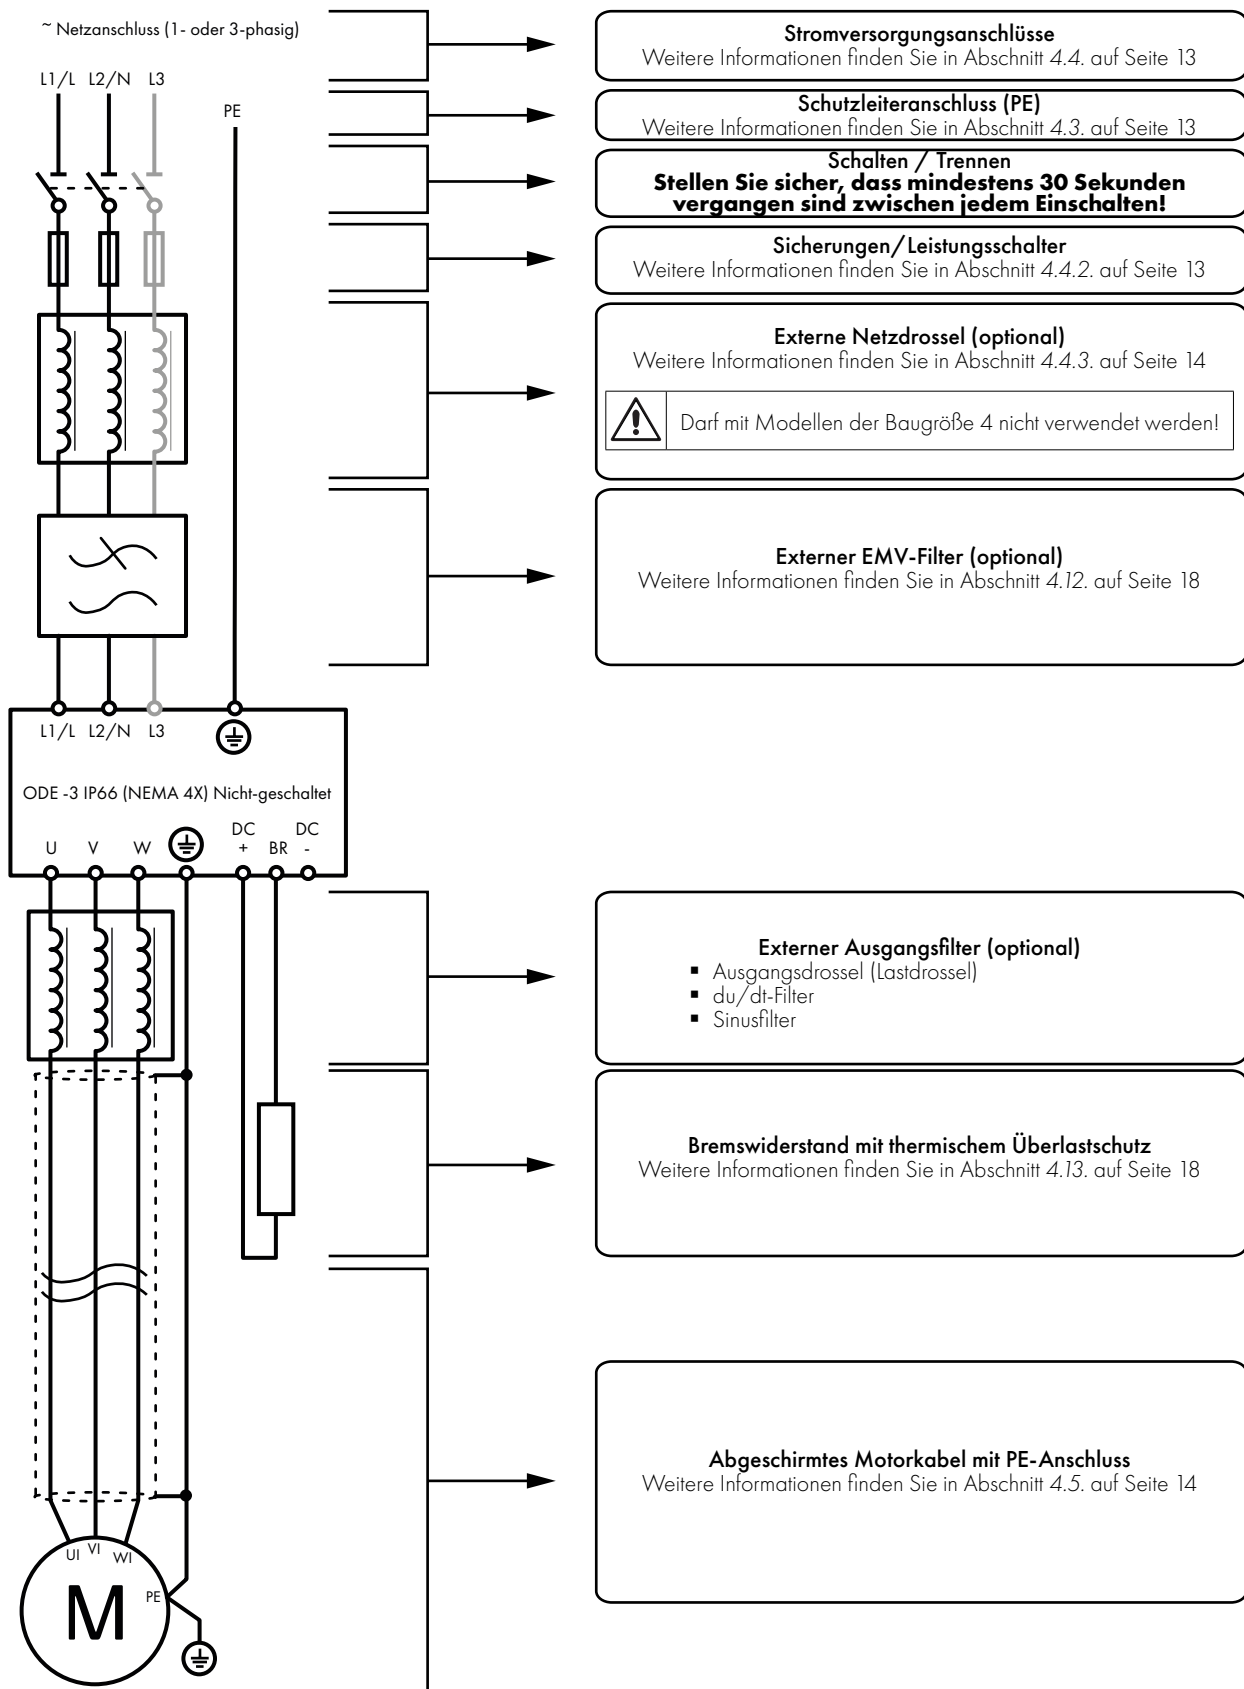 ~ Netzanschluss (1- oder 3-phasig)
L1/L L2/N L3
PE
Stromversorgungsanschlüsse
Weitere Informationen finden Sie in Abschnitt 4.4. auf Seite 13
Schutzleiteranschluss (PE)
Weitere Informationen finden Sie in Abschnitt 4.3. auf Seite 13
Schalten / Trennen
Stellen Sie sicher, dass mindestens 30 Sekunden
vergangen sind zwischen jedem Einschalten!
Sicherungen/Leistungsschalter
Weitere Informationen finden Sie in Abschnitt 4.4.2. auf Seite 13
Externe Netzdrossel (optional)
Weitere Informationen finden Sie in Abschnitt 4.4.3. auf Seite 14
Darf mit Modellen der Baugröße 4 nicht verwendet werden!
Externer EMV-Filter (optional)
Weitere Informationen finden Sie in Abschnitt 4.12. auf Seite 18
L1/L L2/N L3
ODE -3 IP66 (NEMA 4X) Nicht-geschaltet
U V W DC + BR DC -
Externer Ausgangsfilter (optional)
▪ Ausgangsdrossel (Lastdrossel)
▪ du/dt-Filter
▪ Sinusfilter
Bremswiderstand mit thermischem Überlastschutz
Weitere Informationen finden Sie in Abschnitt 4.13. auf Seite 18
Abgeschirmtes Motorkabel mit PE-Anschluss
Weitere Informationen finden Sie in Abschnitt 4.5. auf Seite 14
UI VI WI
PE
M